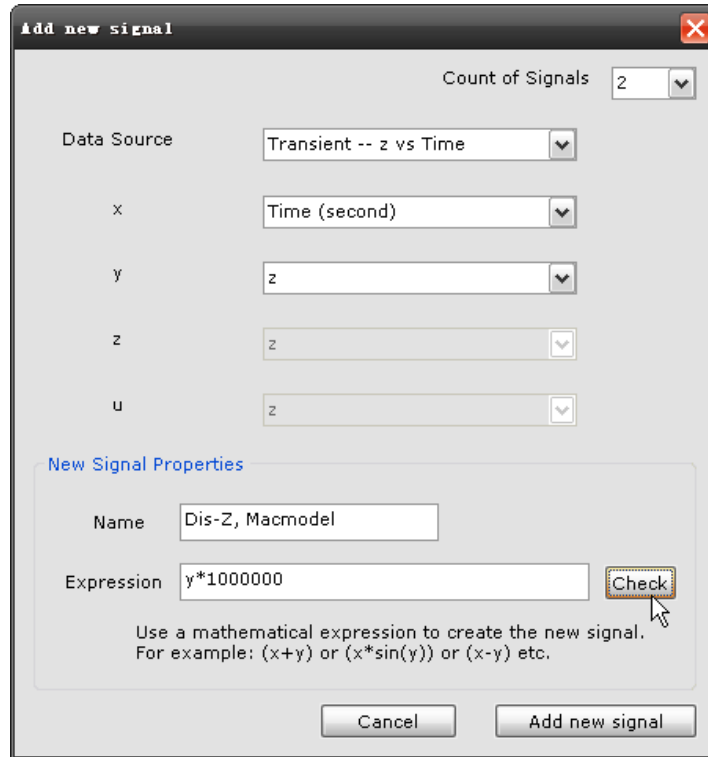 Add new signal
Count of Signals 2
Data Source Transient -- z vs Time
x Time (second)
y z
z z
u z
New Signal Properties
Name Dis-Z, Macmodel
Expression y*1000000 Check
Use a mathematical expression to create the new signal.
For example: (x+y) or (x*sin(y)) or (x-y) etc.
Cancel Add new signal